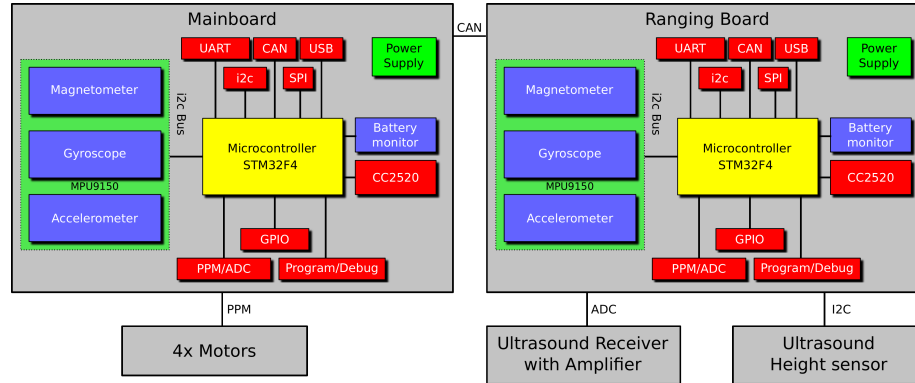 Mainboard
UART
CAN
USB
Power
Supply
i2c
SPI
Magnetometer
i2c Bus
Gyroscope
Microcontroller
STM32F4
Battery
monitor
CC2520
MPU9150
Accelerometer
GPIO
PPM/ADC
Program/Debug
CAN
Ranging Board
UART
CAN
USB
Power
Supply
i2c
SPI
Magnetometer
i2c Bus
Gyroscope
Microcontroller
STM32F4
Battery
monitor
CC2520
MPU9150
Accelerometer
GPIO
PPM/ADC
Program/Debug
PPM
4x Motors
ADC
Ultrasound Receiver
with Amplifier
I2C
Ultrasound
Height sensor